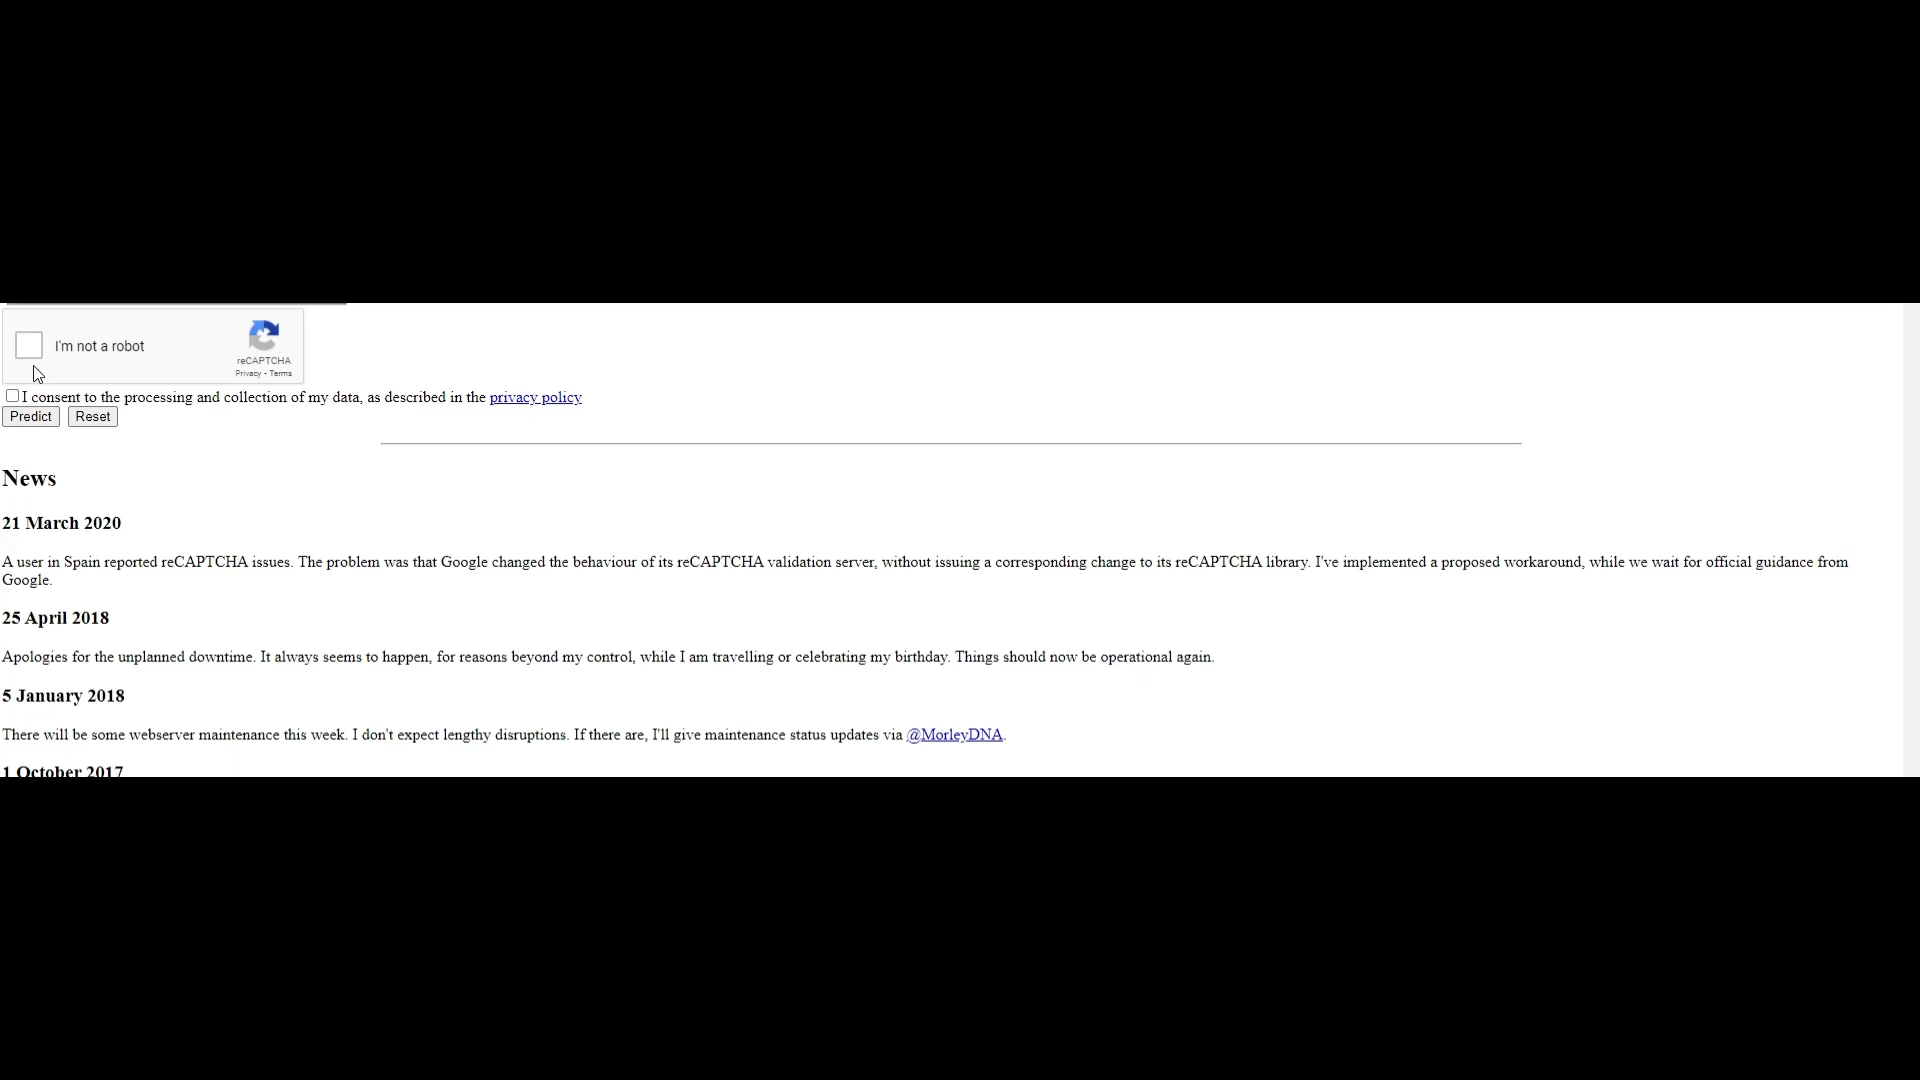 I'm not a robot
reCAPTCHA
Privacy - Terms
I consent to the processing and collection of my data, as described in the privacy policy
Predict Reset
News
21 March 2020
A user in Spain reported reCAPTCHA issues. The problem was that Google changed the behaviour of its reCAPTCHA validation server, without issuing a corresponding change to its reCAPTCHA library. I've implemented a proposed workaround, while we wait for official guidance from
Google.
25 April 2018
Apologies for the unplanned downtime. It always seems to happen, for reasons beyond my control, while I am travelling or celebrating my birthday. Things should now be operational again.
5 January 2018
There will be some webserver maintenance this week. I don't expect lengthy disruptions. If there are, I'll give maintenance status updates via @MorleyDNA.
1 October 2017